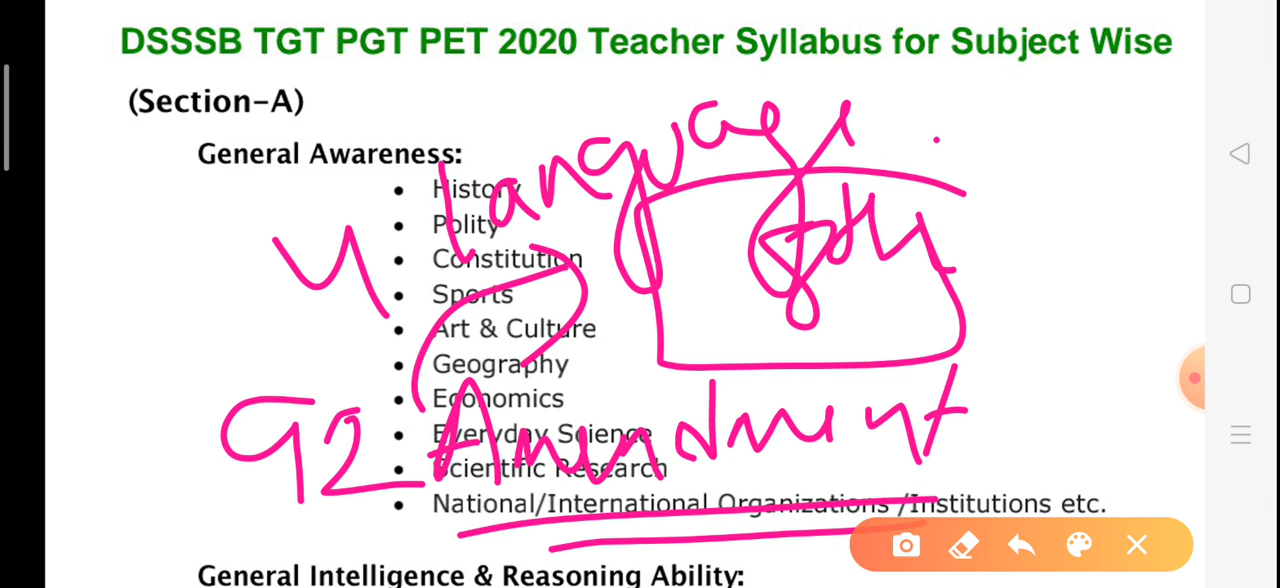 DSSSB TGT PGT PET 2020 Teacher Syllabus for Subject Wise
(Section-A)
General Awareness:
• History
• Polity
• Constitution
• Sports
• Art & Culture
• Geography
• Economics
• Everyday Science
• Scientific Research
• National/International Organizations /Institutions etc.
General Intelligence & Reasoning Ability:
4 language
92 Amendment